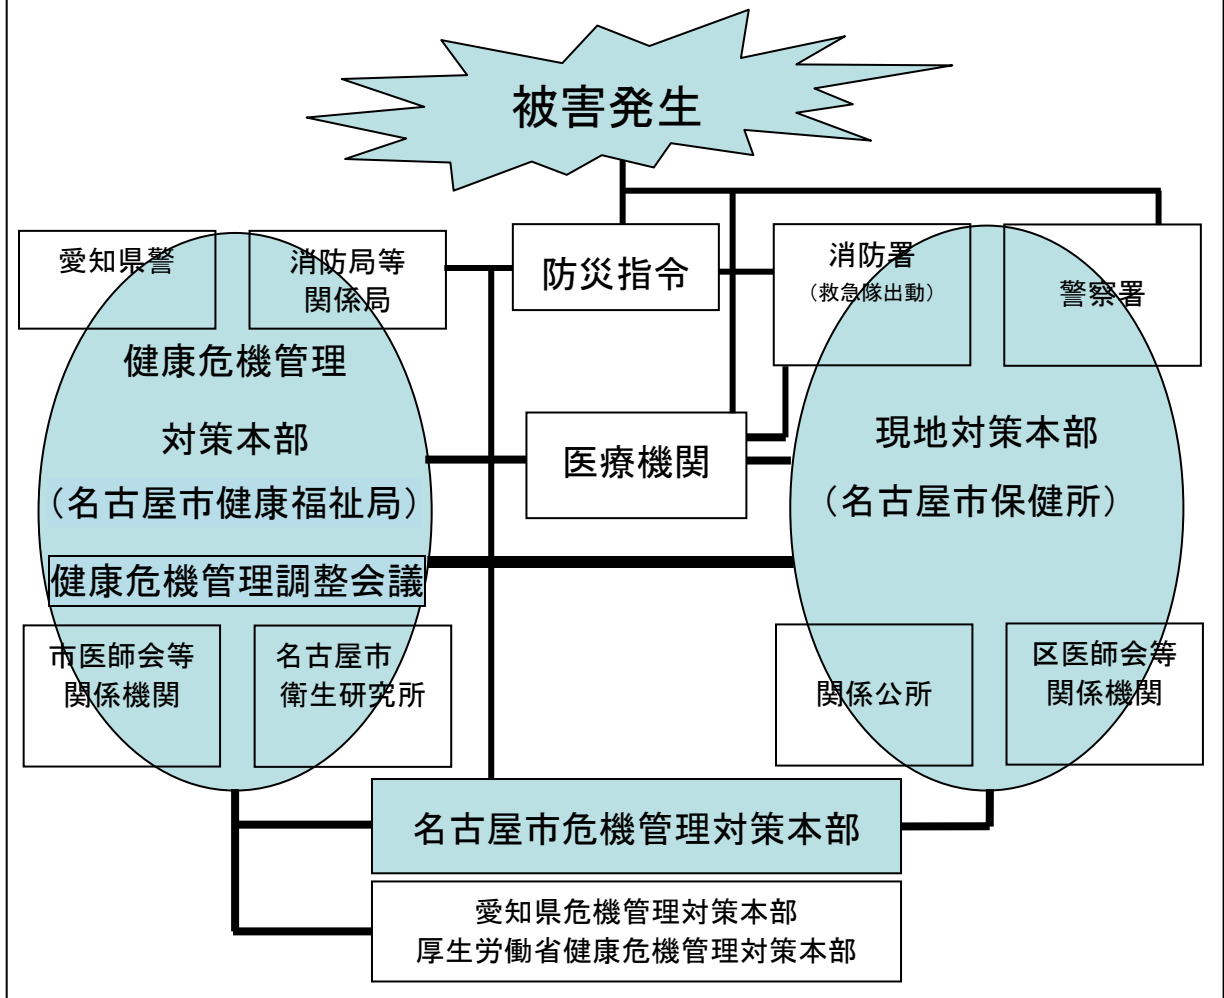 被害発生
愛知県警
消防局等
関係局
防災指令
消防署
（救急隊出動）
警察署
健康危機管理
対策本部
（名古屋市健康福祉局）
健康危機管理調整会議
医療機関
現地対策本部
（名古屋市保健所）
市医師会等
関係機関
名古屋市
衛生研究所
関係公所
区医師会等
関係機関
名古屋市危機管理対策本部
愛知県危機管理対策本部
厚生労働省健康危機管理対策本部